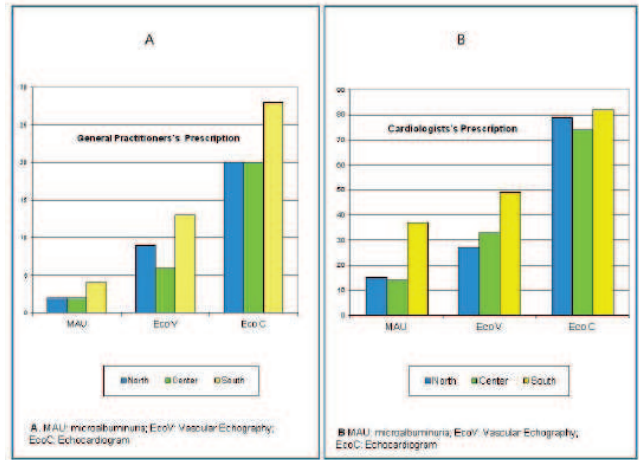 A
30
25
20
15
10
5
0
General Practitioners's Prescription
MAU
EcoV
EcoC
North
Center
South
A. MAU: microalbuminuria; EcoV: Vascular Echography;
EcoC: Echocardiogram
B
90
80
70
60
50
40
30
20
10
0
Cardiologists's Prescription
MAU
EcoV
EcoC
North
Center
South
B MAU: microalbuminuria; EcoV: Vascular Echography;
EcoC: Echocardiogram